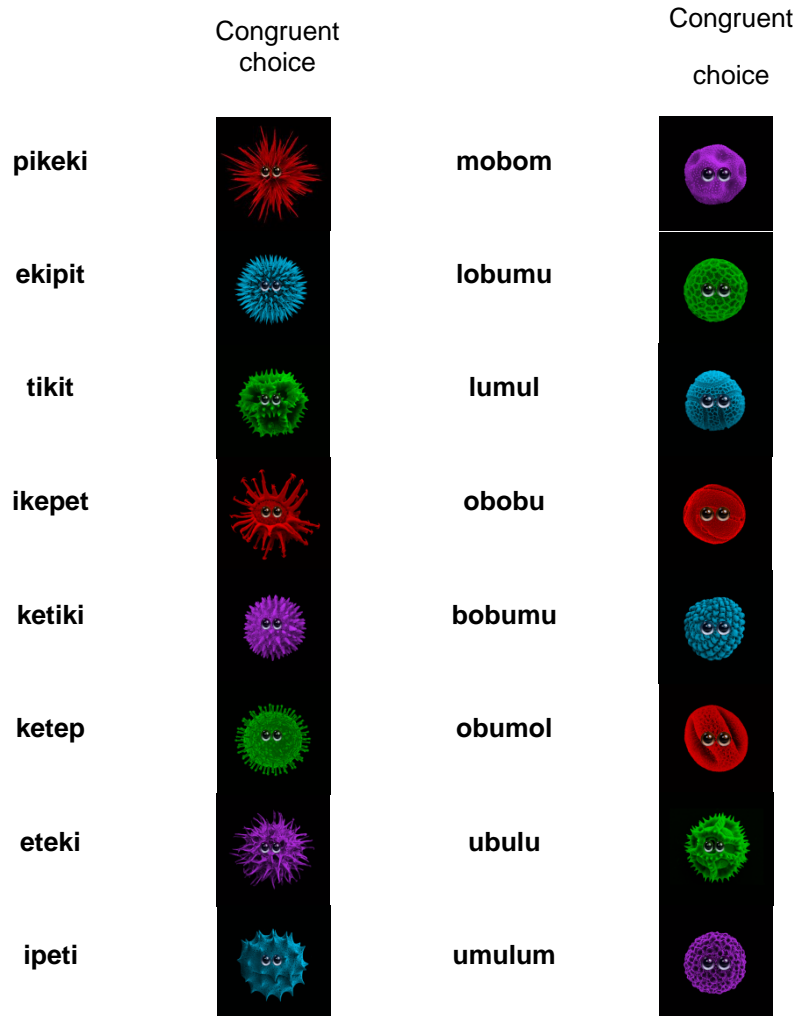 Congruent
choice
Congruent
choice
pikeki
mobom
ekipit
lobumu
tikit
lumul
ikepet
obobu
ketiki
bobumu
ketep
obumol
eteki
ubulu
ipeti
umulum